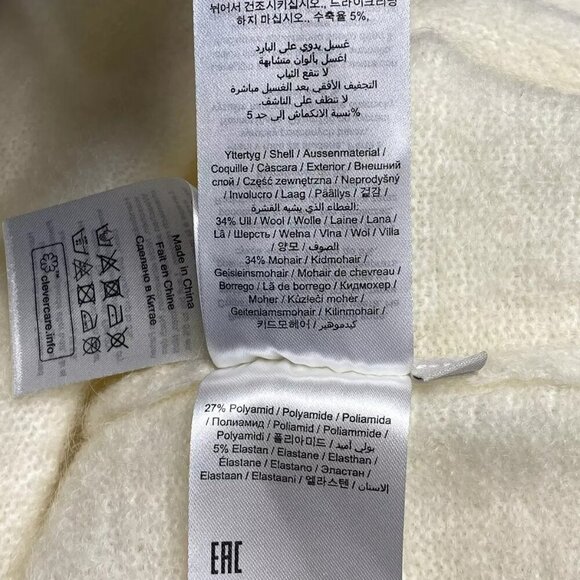 뉘어서 건조시키십시오., 드라이크리닝
하지 마십시오., 수축율 5%,
غسيل يدوي على البارد
اغسل بألوان متشابهة
لا تنقع الثياب
التجفيف الأفقي بعد الغسيل مباشرة
لا تنظف على الناشف.
نسبة الانكماش إلى حد 5%
Yttertyg / Shell / Aussenmaterial /
Coquille / Càscara / Exterior / Внешний
слой / Część zewnętrzna / Neprodyšný
/ Involucro / Laag / Päällys / 겉감 /
الغطاء الذي يشبه القشرة:
34% Ull / Wool / Wolle / Laine / Lana /
Lã / Шерсть / Wełna / Vlna / Wol / Villa
/ 양모 / الصوف
34% Mohair / Kidmohair /
Geisleinsmohair / Mohair de chevreau /
Borrego / Lã de borrego / Кидмохер /
Moher / Kůzlečí mohér /
Geitenlamsmohair / Kilinmohair /
키드모헤어 / كيدموهير
Made in China
Fait en Chine
Сделано в Китае
clevercare.info
27% Polyamid / Polyamide / Poliamida
/ Полиамид / Poliamid / Poliammide /
Polyamidi / 폴리아미드 / بولي أميد
5% Elastan / Elastane / Elasthan /
Élastane / Elastano / Эластан /
Elastaan / Elastaani / 엘라스텐 / الاستان
EAC